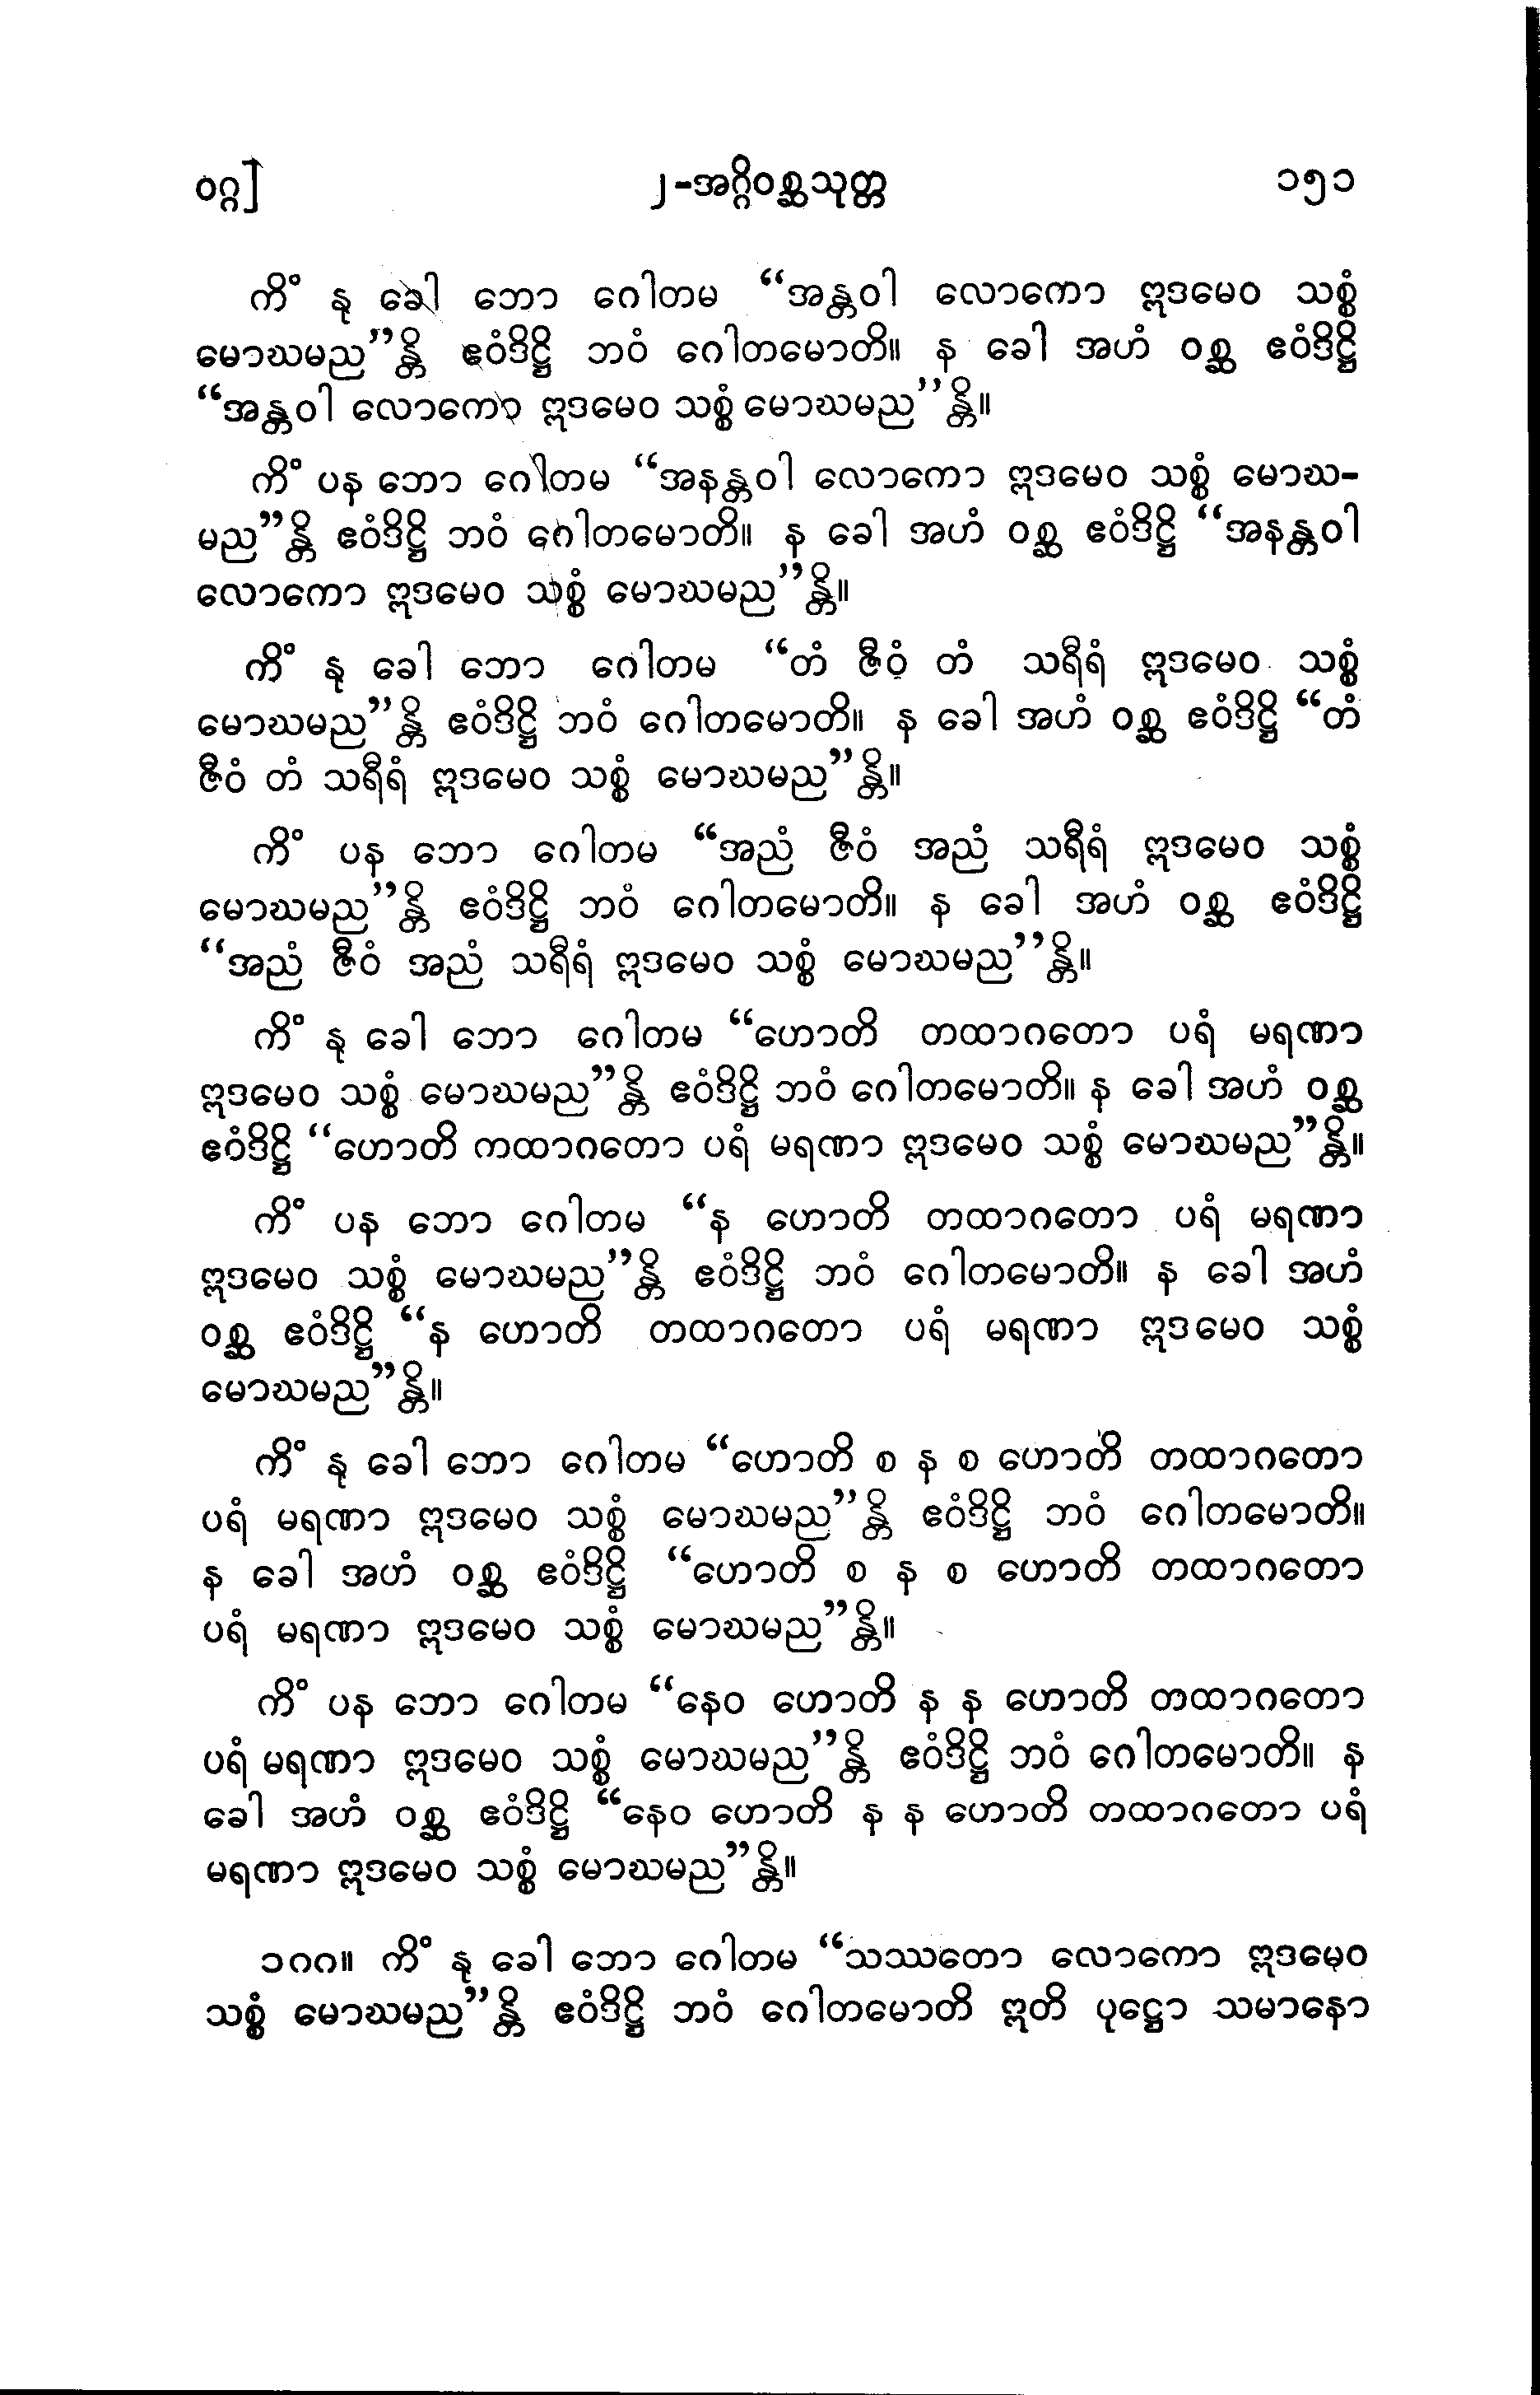 ဝဂ္ဂ]
၂-အဂ္ဂိဝစ္ဆသုတ္တ
၁၅၁
ကိံ နု ခေါ ဘော ဂေါတမ “အန္တဝါ လောကော ဣဒမေဝ သစ္စံ
မောဃမည”န္တိ ဧဝံဒိဋ္ဌိ ဘဝံ ဂေါတမောတိ။ န ခေါ အဟံ ဝစ္ဆ ဧဝံဒိဋ္ဌိ
“အန္တဝါ လောကော ဣဒမေဝ သစ္စံ မောဃမည”န္တိ။
ကိံ ပန ဘော ဂေါတမ “အနန္တဝါ လောကော ဣဒမေဝ သစ္စံ မောဃ-
မည”န္တိ ဧဝံဒိဋ္ဌိ ဘဝံ ဂေါတမောတိ။ န ခေါ အဟံ ဝစ္ဆ ဧဝံဒိဋ္ဌိ “အနန္တဝါ
လောကော ဣဒမေဝ သစ္စံ မောဃမည”န္တိ။
ကိံ နု ခေါ ဘော ဂေါတမ “တံ ဇီဝံ တံ သရီရံ ဣဒမေဝ သစ္စံ
မောဃမည”န္တိ ဧဝံဒိဋ္ဌိ ဘဝံ ဂေါတမောတိ။ န ခေါ အဟံ ဝစ္ဆ ဧဝံဒိဋ္ဌိ “တံ
ဇီဝံ တံ သရီရံ ဣဒမေဝ သစ္စံ မောဃမည”န္တိ။
ကိံ ပန ဘော ဂေါတမ “အညံ ဇီဝံ အညံ သရီရံ ဣဒမေဝ သစ္စံ
မောဃမည”န္တိ ဧဝံဒိဋ္ဌိ ဘဝံ ဂေါတမောတိ။ န ခေါ အဟံ ဝစ္ဆ ဧဝံဒိဋ္ဌိ
“အညံ ဇီဝံ အညံ သရီရံ ဣဒမေဝ သစ္စံ မောဃမည”န္တိ။
ကိံ နု ခေါ ဘော ဂေါတမ “ဟောတိ တထာဂတော ပရံ မရဏာ
ဣဒမေဝ သစ္စံ မောဃမည”န္တိ ဧဝံဒိဋ္ဌိ ဘဝံ ဂေါတမောတိ။ န ခေါ အဟံ ဝစ္ဆ
ဧဝံဒိဋ္ဌိ “ဟောတိ ကထာဂတော ပရံ မရဏာ ဣဒမေဝ သစ္စံ မောဃမည”န္တိ။
ကိံ ပန ဘော ဂေါတမ “န ဟောတိ တထာဂတော ပရံ မရဏာ
ဣဒမေဝ သစ္စံ မောဃမည”န္တိ ဧဝံဒိဋ္ဌိ ဘဝံ ဂေါတမောတိ။ န ခေါ အဟံ
ဝစ္ဆ ဧဝံဒိဋ္ဌိ “န ဟောတိ တထာဂတော ပရံ မရဏာ ဣဒမေဝ သစ္စံ
မောဃမည”န္တိ။
ကိံ နု ခေါ ဘော ဂေါတမ “ဟောတိ စ န စ ဟောတိ တထာဂတော
ပရံ မရဏာ ဣဒမေဝ သစ္စံ မောဃမည”န္တိ ဧဝံဒိဋ္ဌိ ဘဝံ ဂေါတမောတိ။
န ခေါ အဟံ ဝစ္ဆ ဧဝံဒိဋ္ဌိ “ဟောတိ စ န စ ဟောတိ တထာဂတော
ပရံ မရဏာ ဣဒမေဝ သစ္စံ မောဃမည”န္တိ။
ကိံ ပန ဘော ဂေါတမ “နေဝ ဟောတိ န န ဟောတိ တထာဂတော
ပရံ မရဏာ ဣဒမေဝ သစ္စံ မောဃမည”န္တိ ဧဝံဒိဋ္ဌိ ဘဝံ ဂေါတမောတိ။ န
ခေါ အဟံ ဝစ္ဆ ဧဝံဒိဋ္ဌိ “နေဝ ဟောတိ န န ဟောတိ တထာဂတော ပရံ
မရဏာ ဣဒမေဝ သစ္စံ မောဃမည”န္တိ။
၁၈၈။ ကိံ နု ခေါ ဘော ဂေါတမ “သဿတော လောကော ဣဒမေဝ
သစ္စံ မောဃမည”န္တိ ဧဝံဒိဋ္ဌိ ဘဝံ ဂေါတမောတိ ဣတိ ပုဋ္ဌော သမာနော